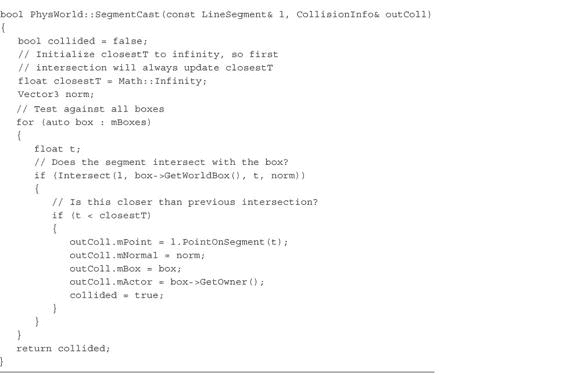 bool PhysWorld::SegmentCast(const LineSegment& l, CollisionInfo& outColl)
{
   bool collided = false;
   // Initialize closestT to infinity, so first
   // intersection will always update closestT
   float closestT = Math::Infinity;
   Vector3 norm;
   // Test against all boxes
   for (auto box : mBoxes)
   {
      float t;
      // Does the segment intersect with the box?
      if (Intersect(l, box->GetWorldBox(), t, norm))
      {
         // Is this closer than previous intersection?
         if (t < closestT)
         {
            outColl.mPoint = l.PointOnSegment(t);
            outColl.mNormal = norm;
            outColl.mBox = box;
            outColl.mActor = box->GetOwner();
            collided = true;
         }
      }
   }
   return collided;
}